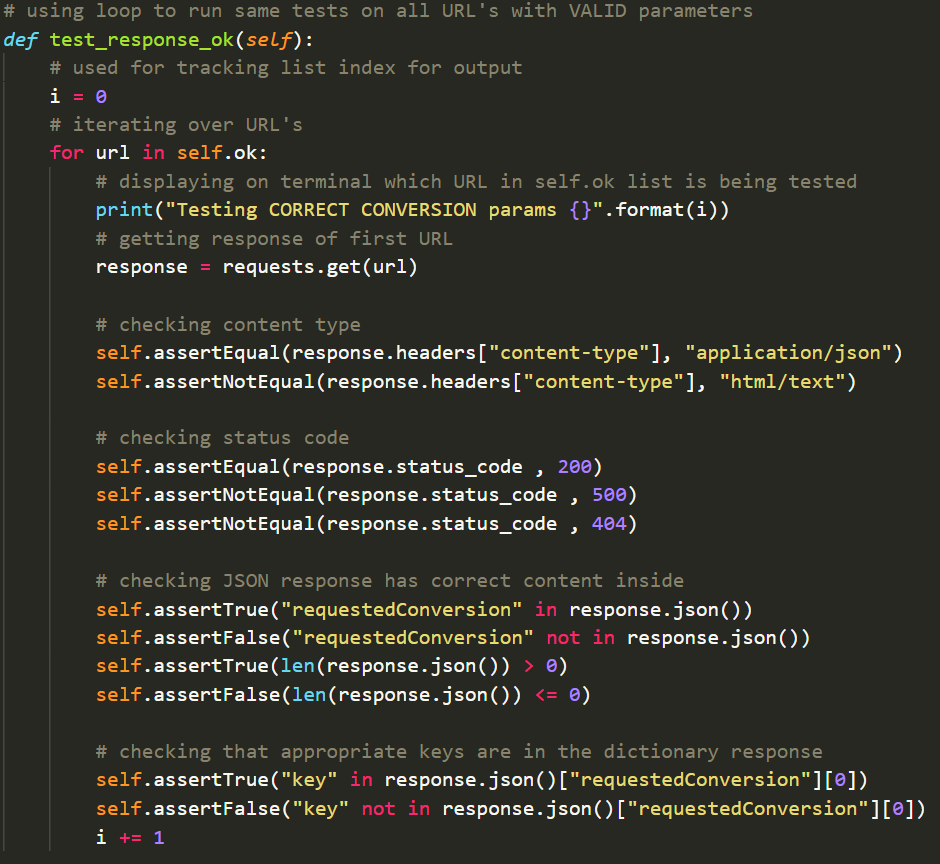 # using loop to run same tests on all URL's with VALID parameters
def test_response_ok(self):
    # used for tracking list index for output
    i = 0
    # iterating over URL's
    for url in self.ok:
        # displaying on terminal which URL in self.ok list is being tested
        print("Testing CORRECT CONVERSION params {}".format(i))
        # getting response of first URL
        response = requests.get(url)

        # checking content type
        self.assertEqual(response.headers["content-type"], "application/json")
        self.assertNotEqual(response.headers["content-type"], "html/text")

        # checking status code
        self.assertEqual(response.status_code , 200)
        self.assertNotEqual(response.status_code , 500)
        self.assertNotEqual(response.status_code , 404)

        # checking JSON response has correct content inside
        self.assertTrue("requestedConversion" in response.json())
        self.assertFalse("requestedConversion" not in response.json())
        self.assertTrue(len(response.json()) > 0)
        self.assertFalse(len(response.json()) <= 0)

        # checking that appropriate keys are in the dictionary response
        self.assertTrue("key" in response.json()["requestedConversion"][0])
        self.assertFalse("key" not in response.json()["requestedConversion"][0])
        i += 1